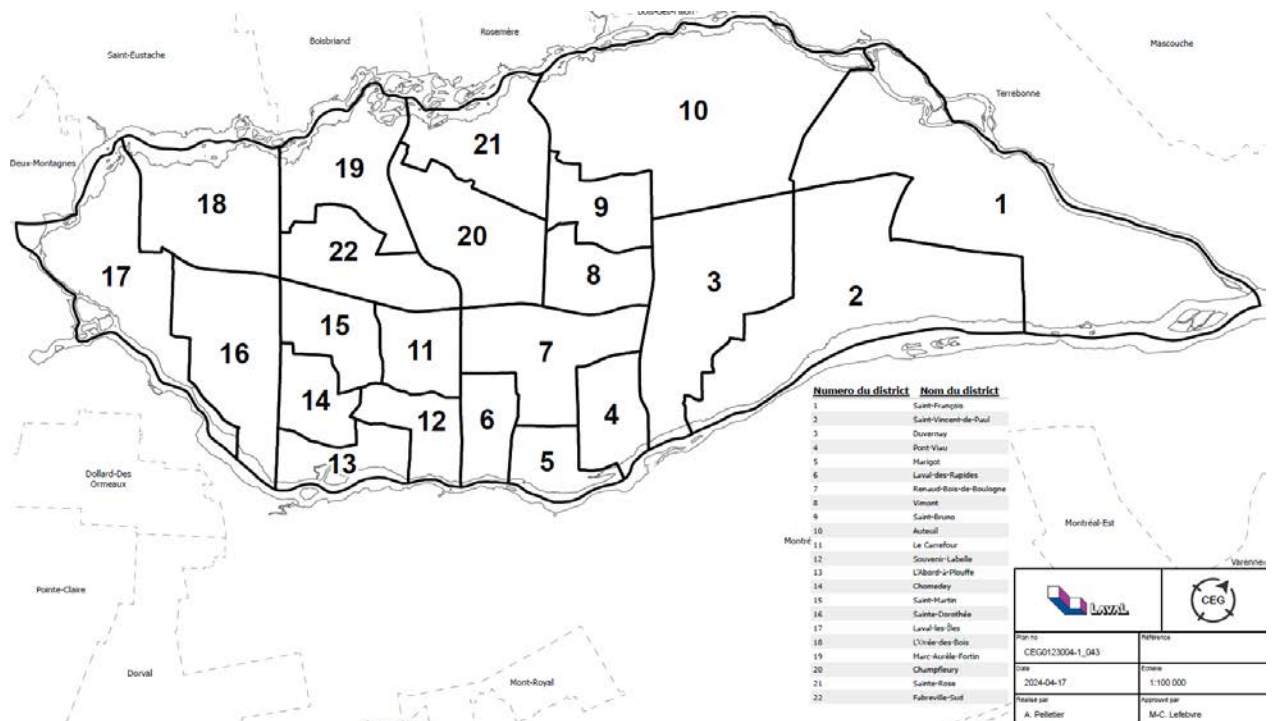 Bois-des-Filion
Rosemère
Boisbriand
Saint-Eustache
Mascouche
Terrebonne
Deux-Montagnes
10
21
19
18
9
1
20
22
8
17
3
2
15
16
11
7
14
12
6
4
13
5
Dollard-Des
Ormeaux
Pointe-Claire
Dorval
Mont-Royal
Montré
Montréal-Est
Varennes
Numero du district Nom du district
1 Saint-François
2 Saint-Vincent-de-Paul
3 Duvernay
4 Pont-Viau
5 Marigot
6 Laval-des-Rapides
7 Renaud-Bois-de-Boulogne
8 Vimont
9 Saint-Bruno
10 Auteuil
11 Le Carrefour
12 Souvenir-Labelle
13 L'Abord-à-Plouffe
14 Chomedey
15 Saint-Martin
16 Sainte-Dorothée
17 Laval-les-Îles
18 L'Orée-des-Bois
19 Marc-Aurèle-Fortin
20 Champfleury
21 Sainte-Rose
22 Fabreville-Sud
LAVAL
CEG
Plan no Référence
CEG0123004-1_043
Date Échelle
2024-04-17 1:100 000
Réalisé par Approuvé par
A. Pelletier M-C. Lefebvre